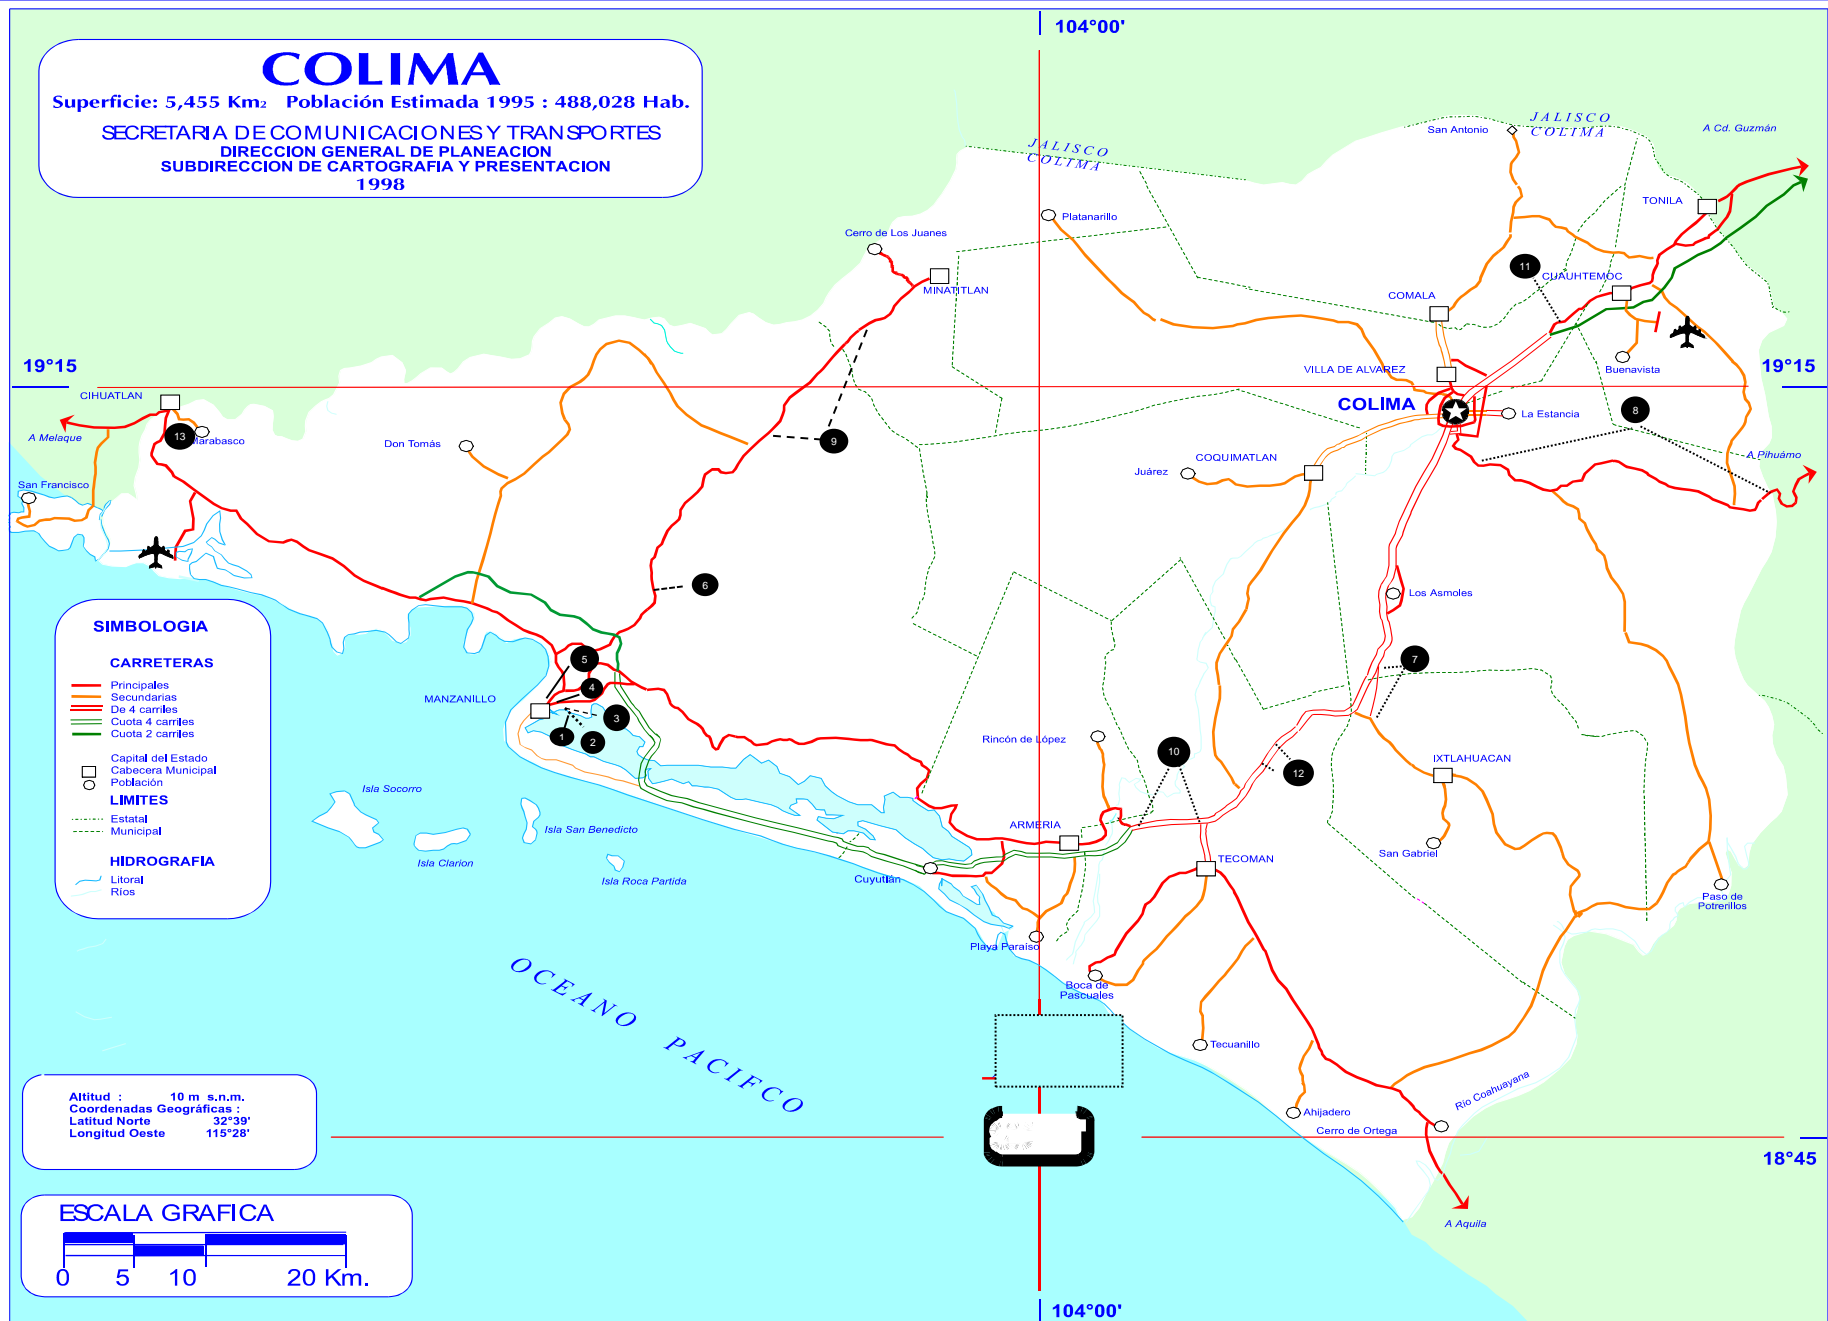 104°00'
COLIMA
Superficie: 5,455 Km2 Población Estimada 1995 : 488,028 Hab.
SECRETARIA DE COMUNICACIONES Y TRANSPORTES
DIRECCION GENERAL DE PLANEACION
SUBDIRECCION DE CARTOGRAFIA Y PRESENTACION
1998
JALISCO
COLIMA
San Antonio
JALISCO
COLIMA
A Cd. Guzmán
TONILA
Platanarillo
Cerro de Los Juanes
MINATITLAN
11
CUAUHTEMOC
COMALA
19°15
19°15
VILLA DE ALVAREZ
Buenavista
CIHUATLAN
COLIMA
La Estancia
8
A Melaque
13
Marabasco
Don Tomás
9
COQUIMATLAN
Juárez
A Pihuámo
San Francisco
6
Los Asmoles
SIMBOLOGIA
CARRETERAS
Principales
Secundarias
De 4 carriles
Cuota 4 carriles
Cuota 2 carriles
Capital del Estado
Cabecera Municipal
Población
LIMITES
Estatal
Municipal
HIDROGRAFIA
Litoral
Ríos
5
7
4
MANZANILLO
3
1
2
Rincón de López
10
12
IXTLAHUACAN
Isla Socorro
Isla San Benedicto
Isla Clarion
Isla Roca Partida
ARMERIA
San Gabriel
TECOMAN
Cuyutlán
Paso de
Potrerillos
Playa Paraiso
OCEANO PACIFCO
Boca de
Pascuales
Tecuanillo
Altitud : 10 m s.n.m.
Coordenadas Geográficas :
Latitud Norte 32°39'
Longitud Oeste 115°28'
Rio Coahuayana
Ahijadero
Cerro de Ortega
18°45
A Aquila
ESCALA GRAFICA
0 5 10 20 Km.
104°00'